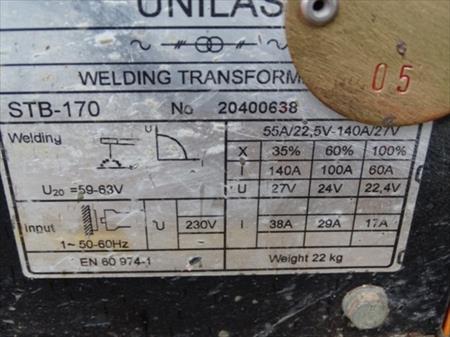 UNILAS
WELDING TRANSFORM
05
STB-170 No 20400638
Welding U 55A/22,5V-140A/27V
X 35% 60% 100%
I 140A 100A 60A
U₂₀ =59-63V U 27V 24V 22,4V
Input 230V I 38A 29A 17A
1~ 50-60Hz
EN 60 974-1 Weight 22 kg